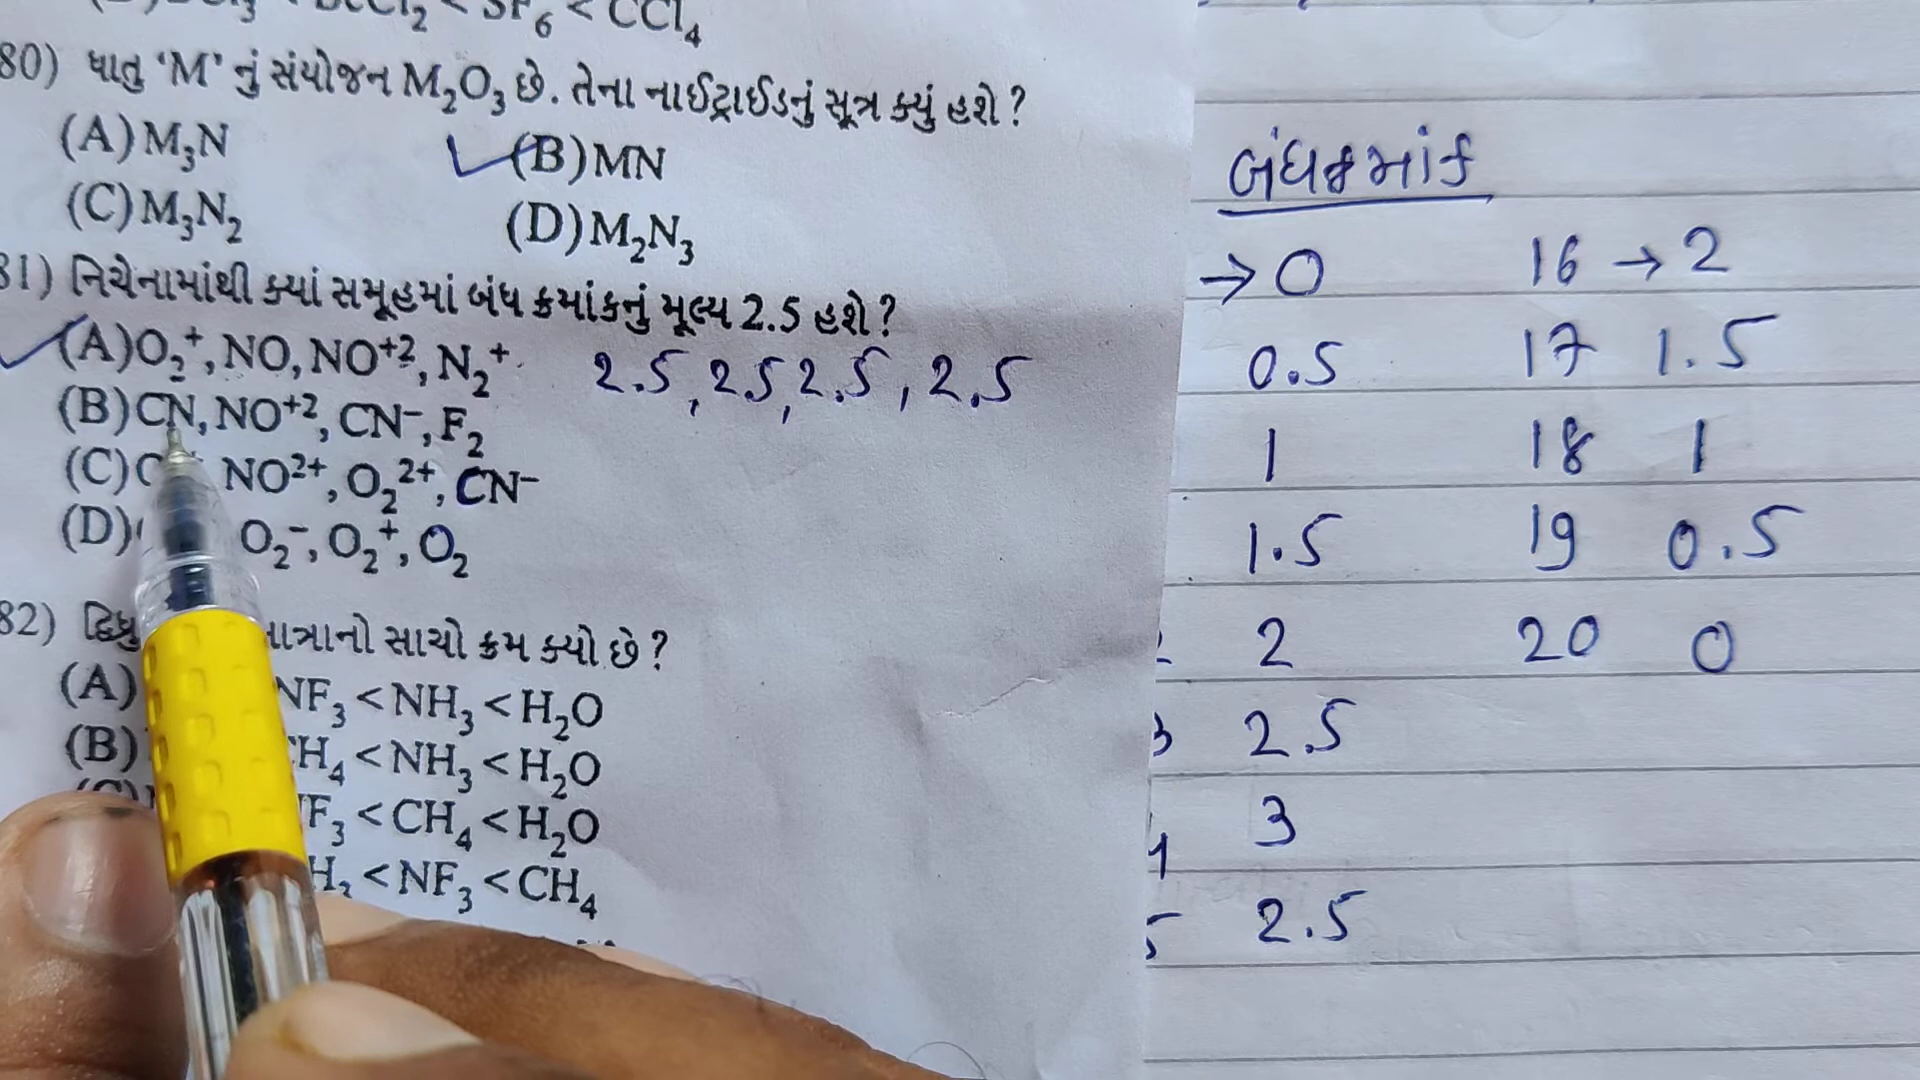 < SF₆ < CCl₄
80) ધાતુ ‘M’ નું સંયોજન M₂O₃ છે. તેના નાઈટ્રાઈડનું સૂત્ર ક્યું હશે ?
(A) M₃N (B) MN
(C) M₃N₂ (D) M₂N₃
81) નિચેનામાંથી ક્યાં સમૂહમાં બંધ ક્રમાંકનું મૂલ્ય 2.5 હશે ?
(A) O₂⁺, NO, NO⁺², N₂⁺ 2.5, 2.5, 2.5, 2.5
(B) CN, NO⁺², CN⁻, F₂
(C) NO²⁺, O₂²⁺, CN⁻
(D) O₂⁻, O₂⁺, O₂
82) સાચો ક્રમ ક્યો છે ?
(A) NF₃ < NH₃ < H₂O
(B) < NH₃ < H₂O
< CH₄ < H₂O
< NF₃ < CH₄
બંધક્રમાંક
→ 0 16 → 2
0.5 17 1.5
1 18 1
1.5 19 0.5
2 20 0
3 2.5
3
2.5